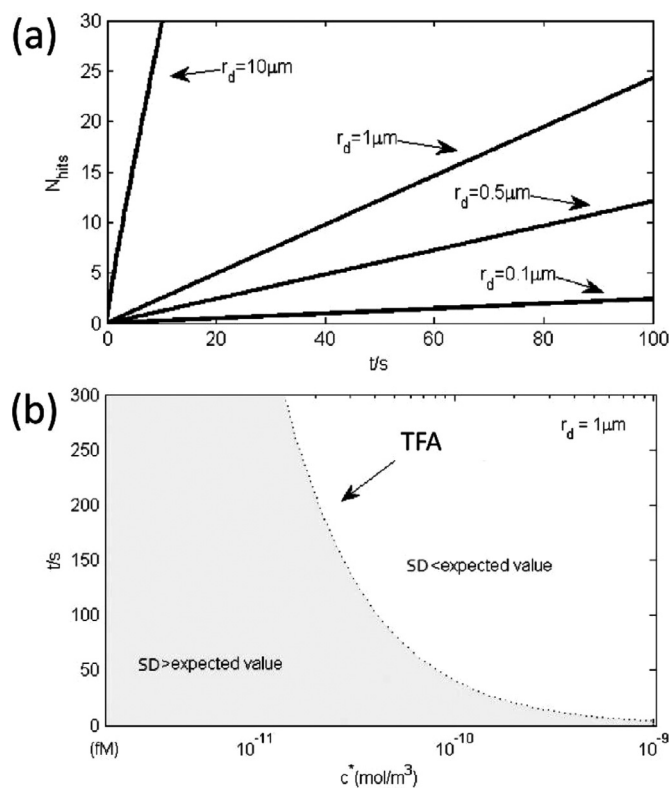 (a)
30
25
20
15
10
5
0
N_hits
r_d=10μm
r_d=1μm
r_d=0.5μm
r_d=0.1μm
0 20 40 60 80 100
t/s
(b)
300
250
200
150
100
50
0
t/s
r_d = 1μm
TFA
SD<expected value
SD>expected value
(fM) 10^-11 10^-10 10^-9
c^*(mol/m^3)